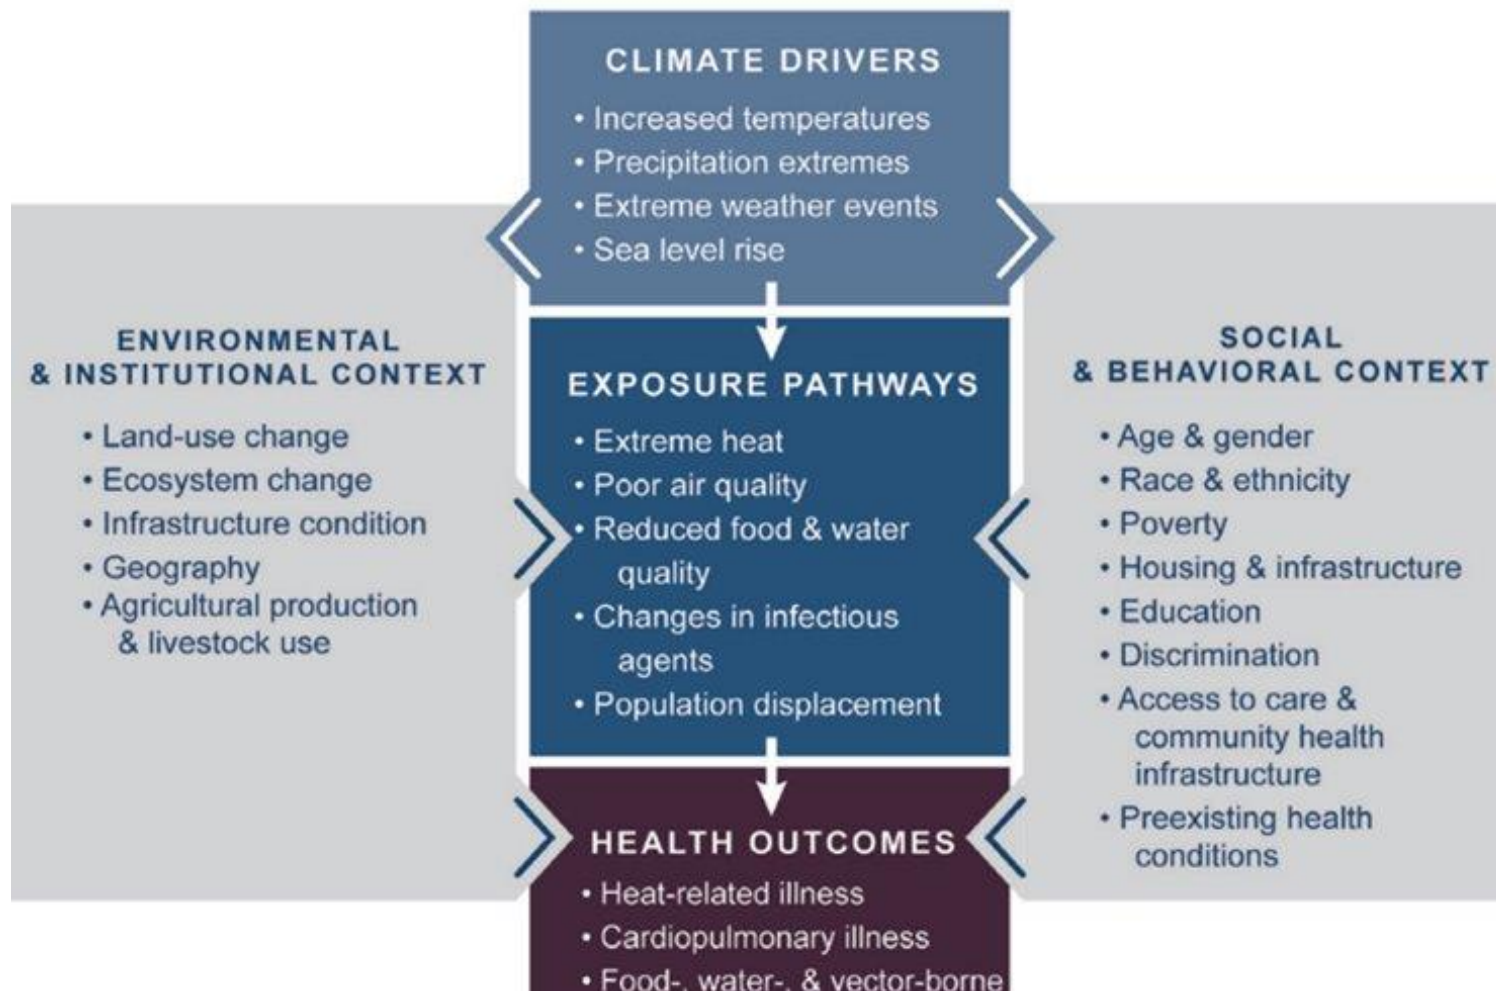 CLIMATE DRIVERS
• Increased temperatures
• Precipitation extremes
• Extreme weather events
• Sea level rise
ENVIRONMENTAL
& INSTITUTIONAL CONTEXT
• Land-use change
• Ecosystem change
• Infrastructure condition
• Geography
• Agricultural production
& livestock use
EXPOSURE PATHWAYS
• Extreme heat
• Poor air quality
• Reduced food & water
quality
• Changes in infectious
agents
• Population displacement
SOCIAL
& BEHAVIORAL CONTEXT
• Age & gender
• Race & ethnicity
• Poverty
• Housing & infrastructure
• Education
• Discrimination
• Access to care &
community health
infrastructure
• Preexisting health
conditions
HEALTH OUTCOMES
• Heat-related illness
• Cardiopulmonary illness
• Food-, water-, & vector-borne